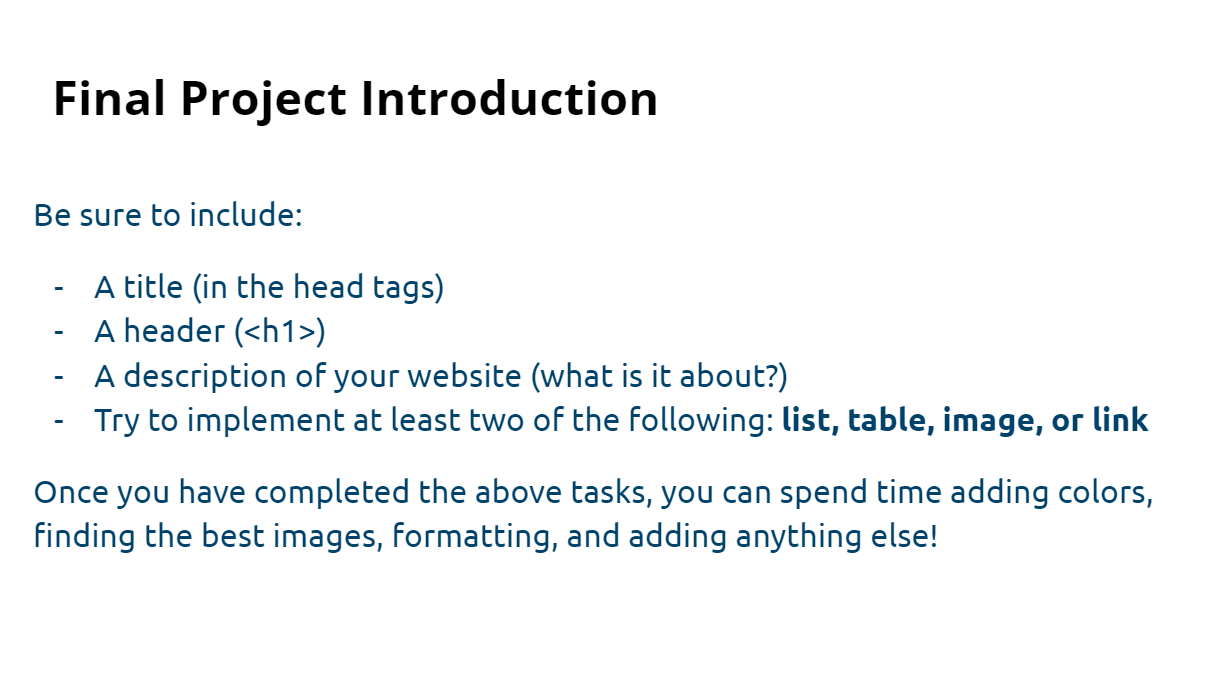 Final Project Introduction
Be sure to include:
- A title (in the head tags)
- A header (<h1>)
- A description of your website (what is it about?)
- Try to implement at least two of the following: list, table, image, or link
Once you have completed the above tasks, you can spend time adding colors,
finding the best images, formatting, and adding anything else!